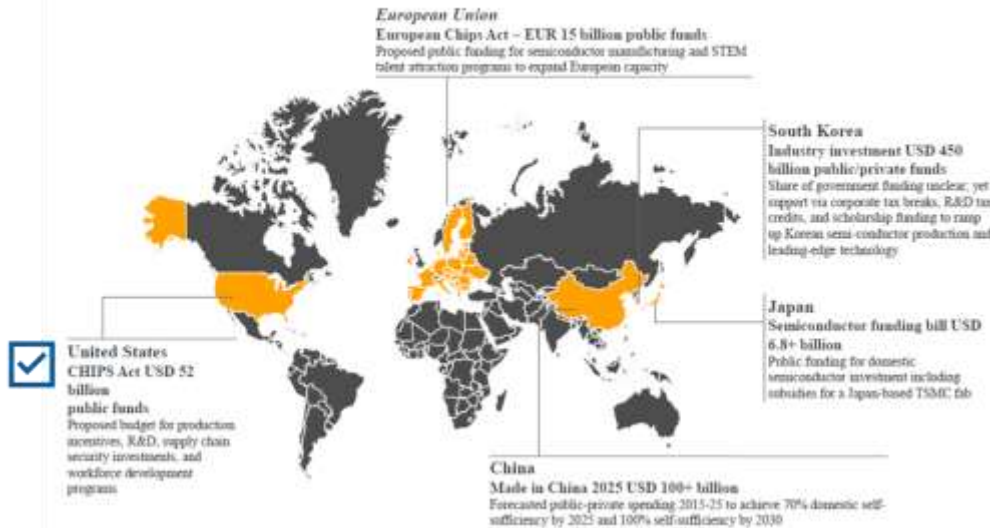 European Union
European Chips Act – EUR 15 billion public funds
Proposed public funding for semiconductor manufacturing and STEM
talent attraction programs to expand European capacity
South Korea
Industry investment USD 450
billion public/private funds
Share of government funding unclear; yet
support via corporate tax breaks, R&D tax
credits, and scholarship funding to ramp
up Korean semi-conductor production and
leading-edge technology
Japan
Semiconductor funding bill USD
6.8+ billion
Public funding for domestic
semiconductor investment including
subsidies for a Japan-based TSMC fab
United States
CHIPS Act USD 52
billion
public funds
Proposed budget for production
incentives, R&D, supply chain
security investments, and
workforce development
programs
China
Made in China 2025 USD 100+ billion
Forecasted public-private spending 2015-25 to achieve 70% domestic self-
sufficiency by 2025 and 100% self-sufficiency by 2030